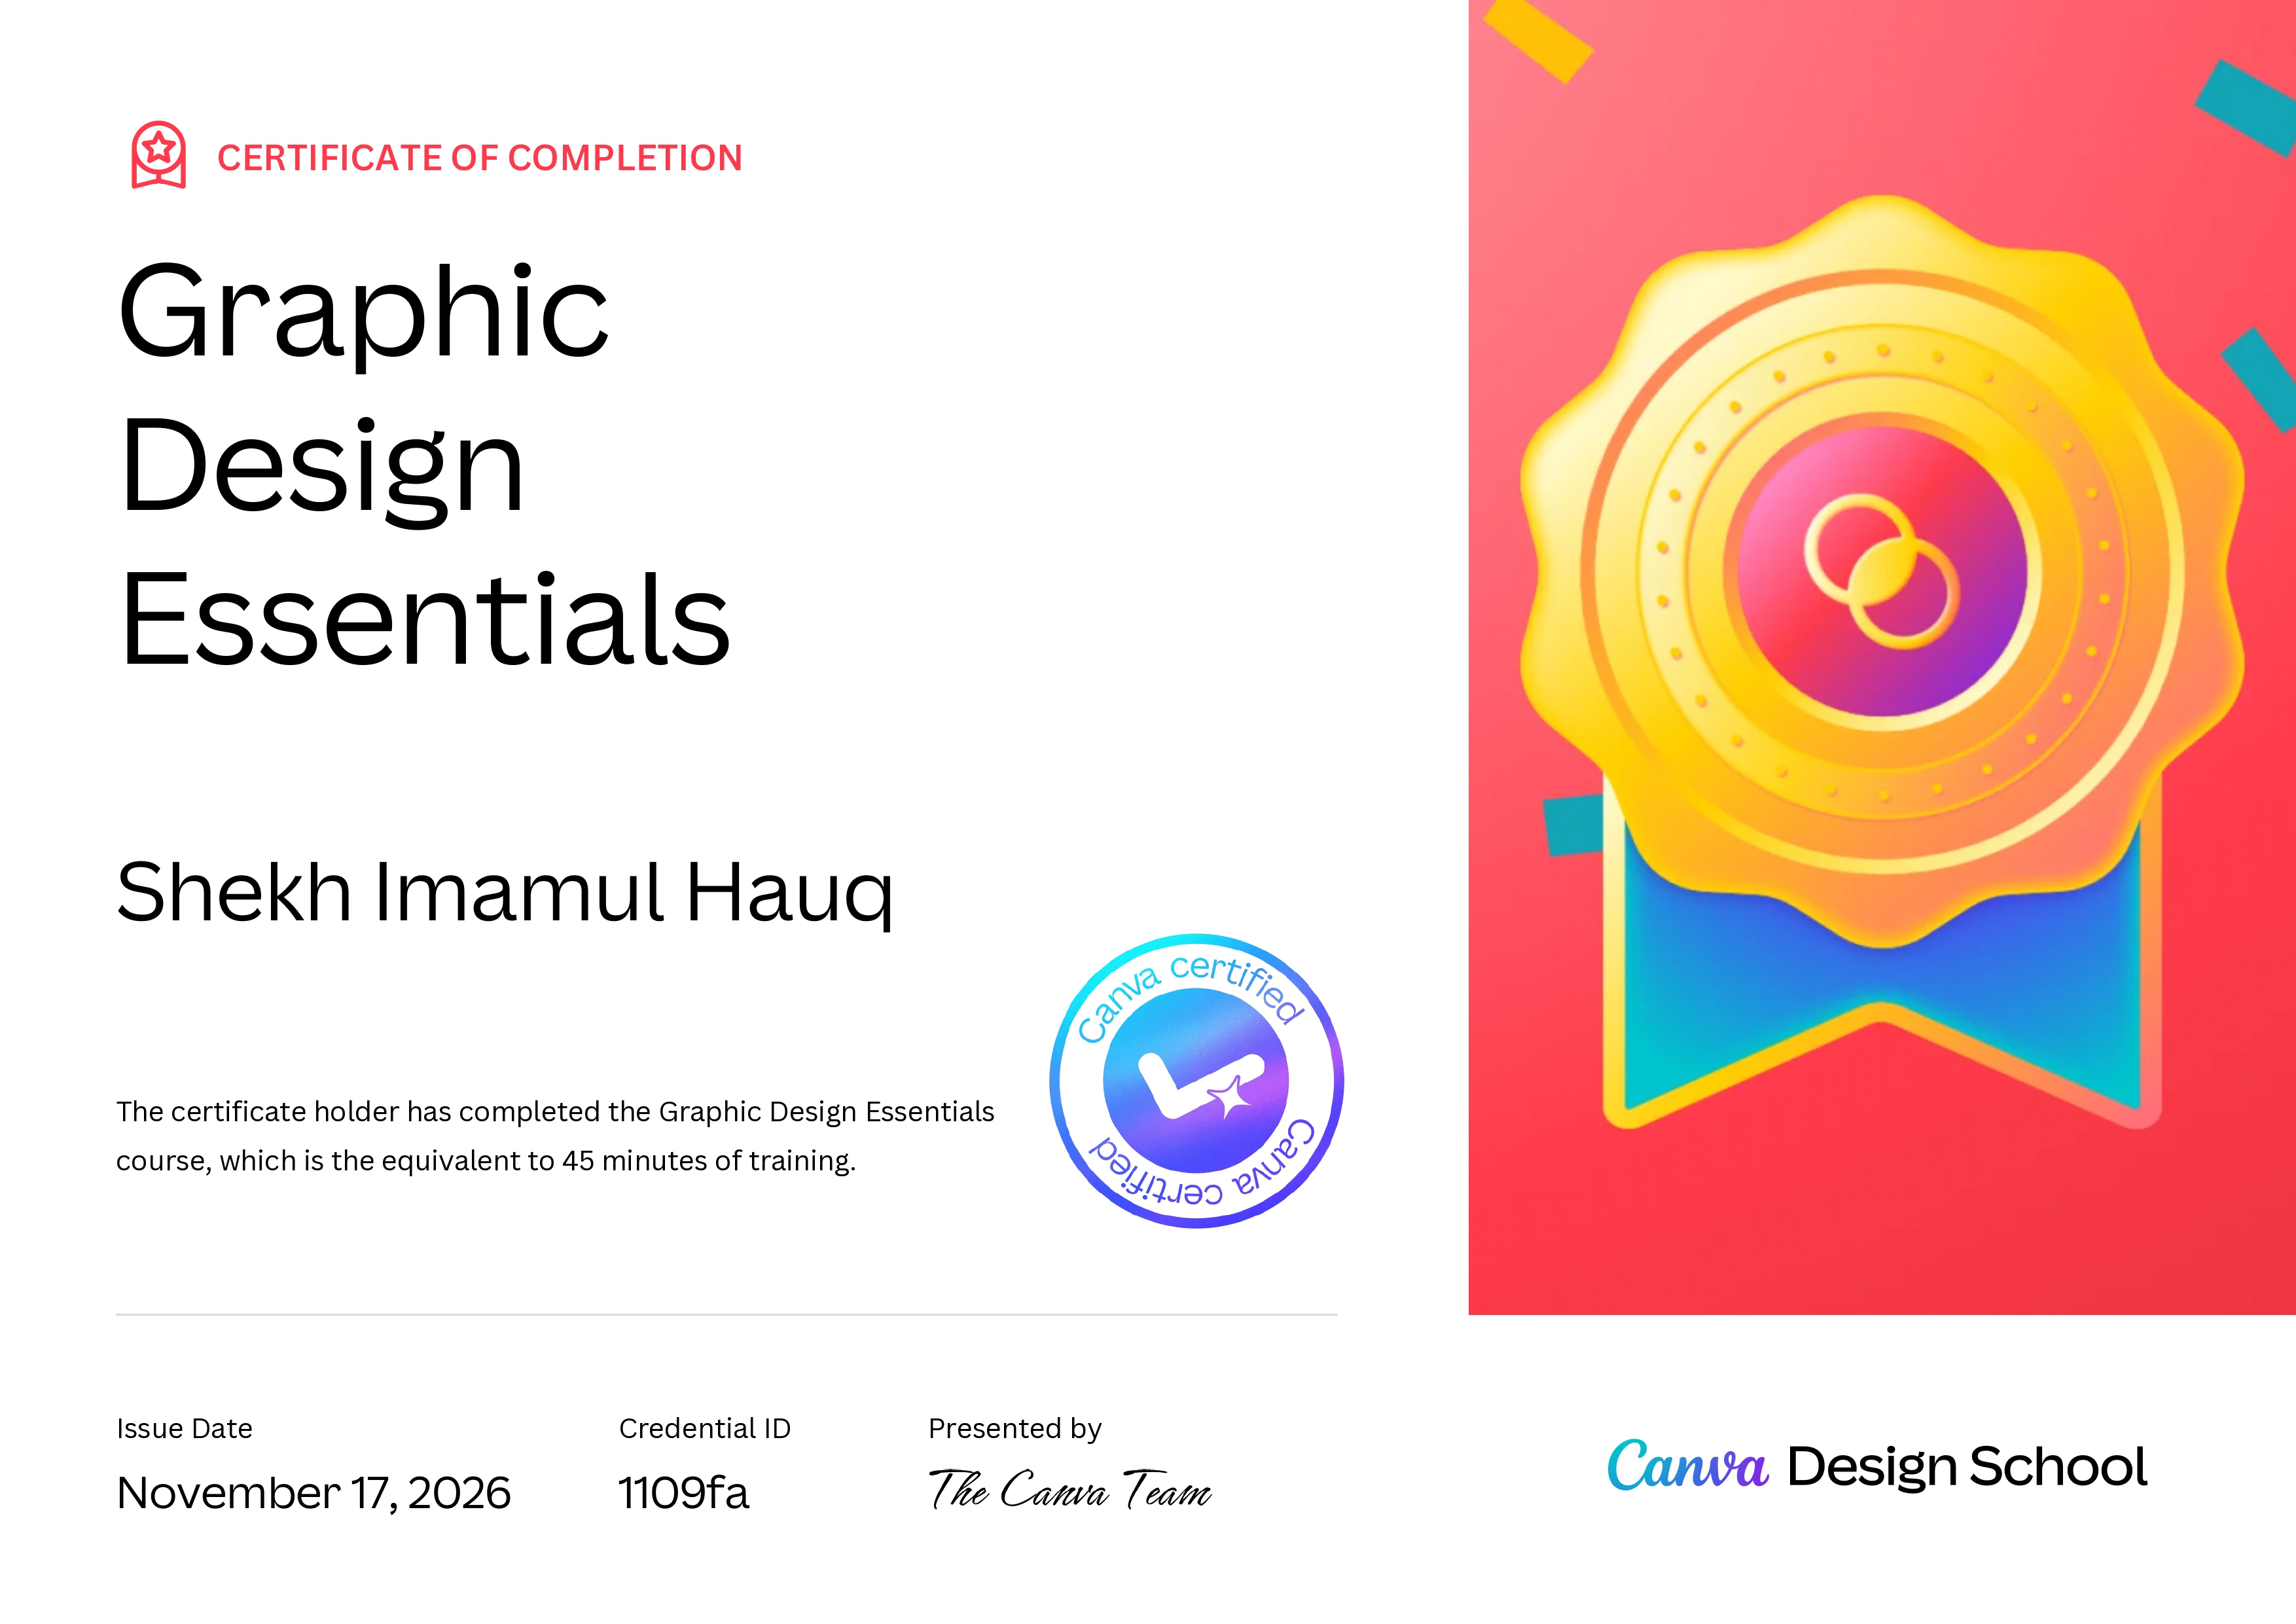 CERTIFICATE OF COMPLETION
Graphic
Design
Essentials
Shekh Imamul Hauq
Canva certified
Canva certified
The certificate holder has completed the Graphic Design Essentials
course, which is the equivalent to 45 minutes of training.
Issue Date
November 17, 2026
Credential ID
1109fa
Presented by
The Canva Team
Canva Design School